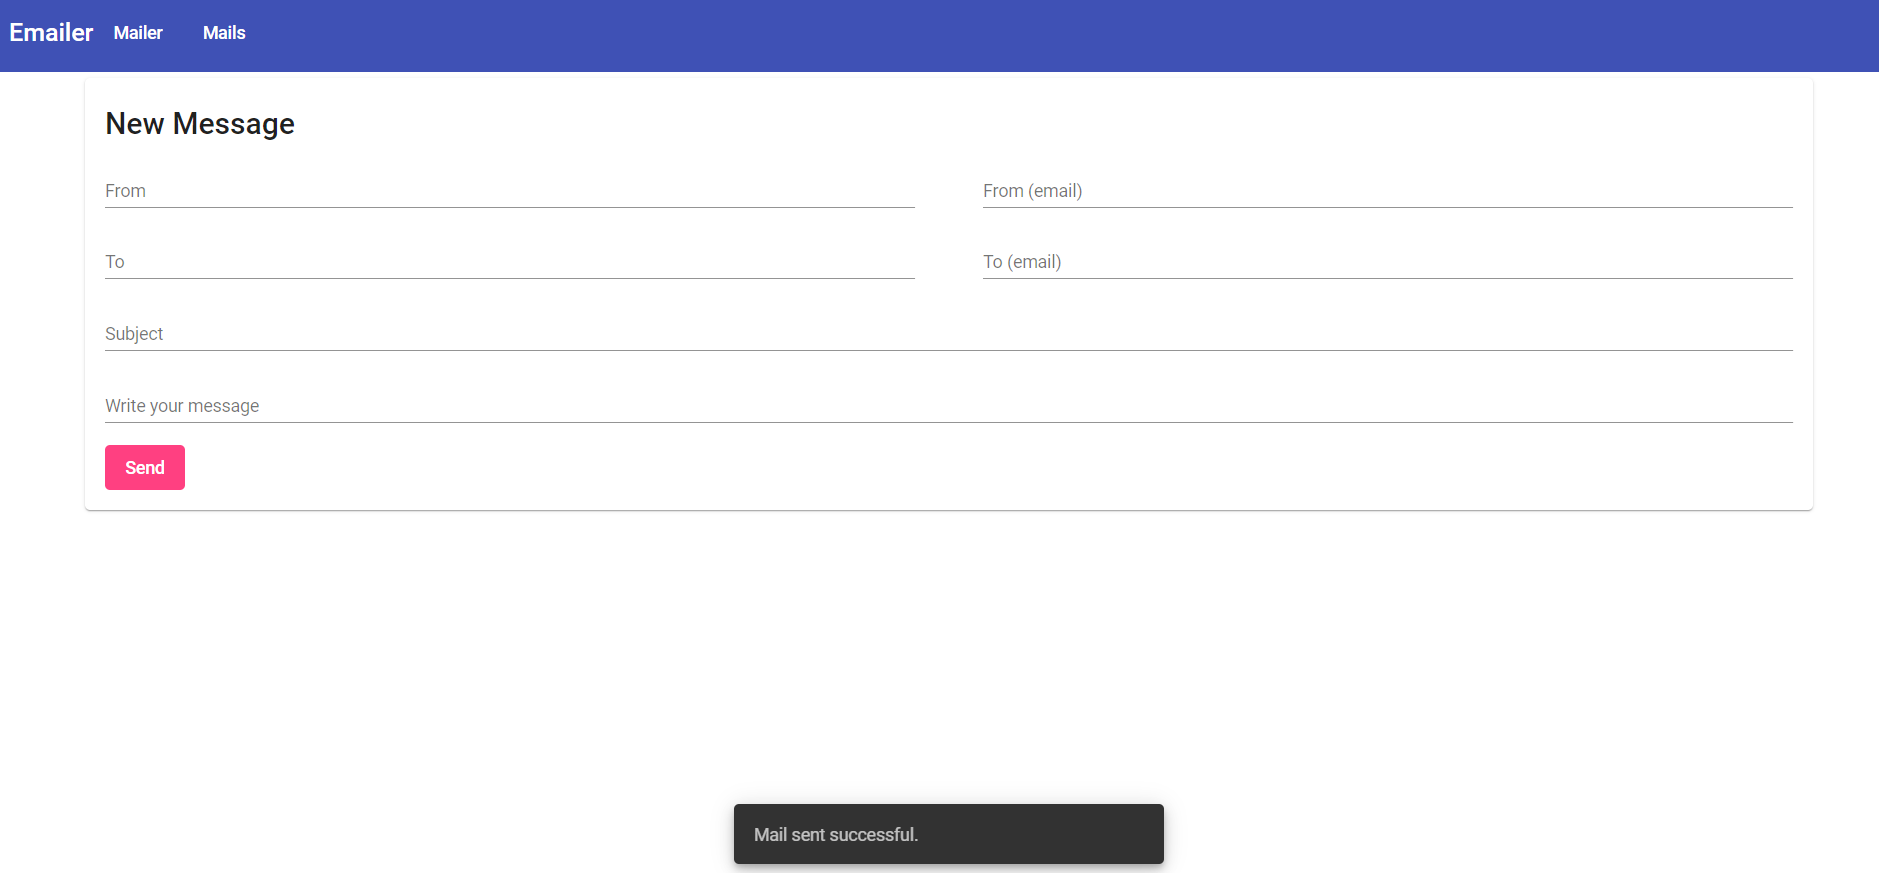 Emailer Mailer Mails
New Message
From From (email)
To To (email)
Subject
Write your message
Send
Mail sent successful.